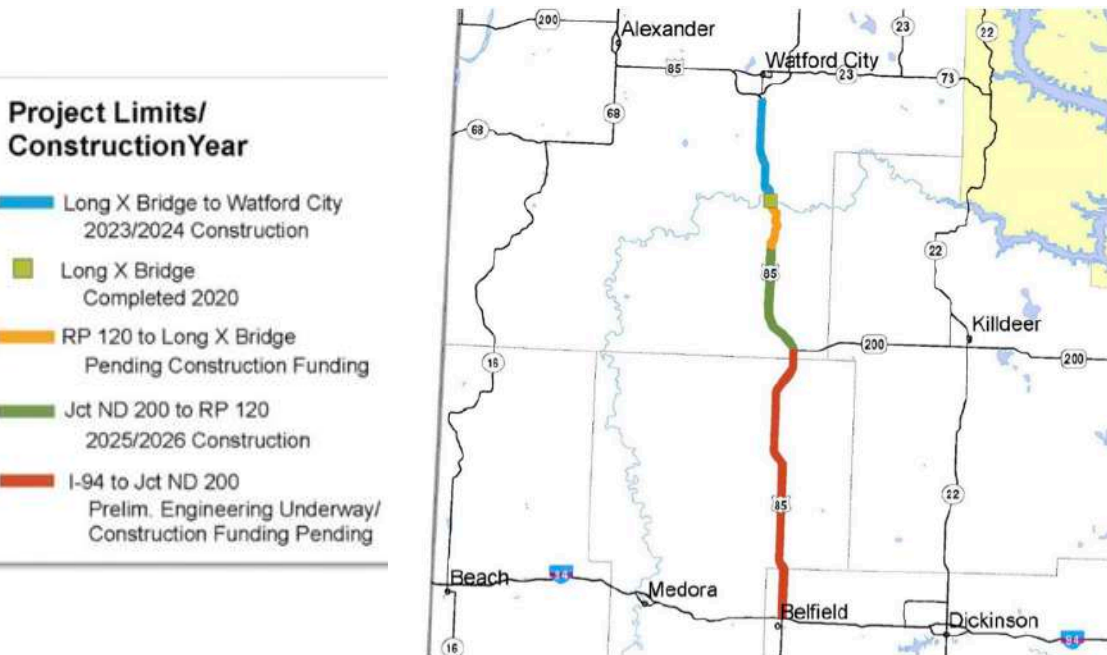 Project Limits/
ConstructionYear
Long X Bridge to Watford City
2023/2024 Construction
Long X Bridge
Completed 2020
RP 120 to Long X Bridge
Pending Construction Funding
Jct ND 200 to RP 120
2025/2026 Construction
I-94 to Jct ND 200
Prelim. Engineering Underway/
Construction Funding Pending
200
Alexander
23
22
85
Watford City
23
73
68
68
22
85
Killdeer
16
200
200
22
85
Beach
94
Medora
Belfield
Dickinson
94
16